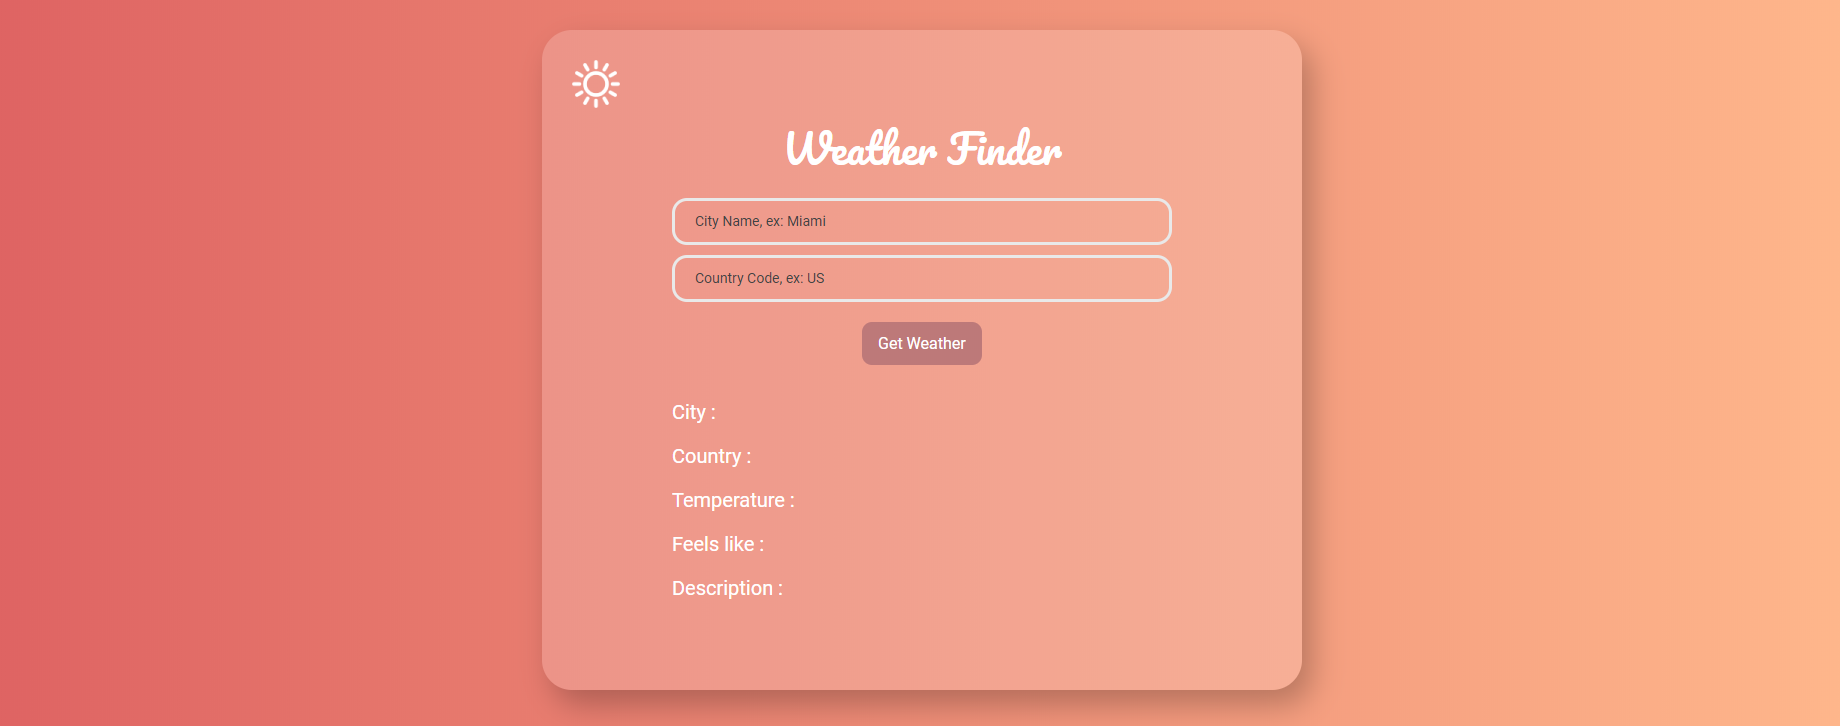 Weather Finder
City Name, ex: Miami
Country Code, ex: US
Get Weather
City :
Country :
Temperature :
Feels like :
Description :